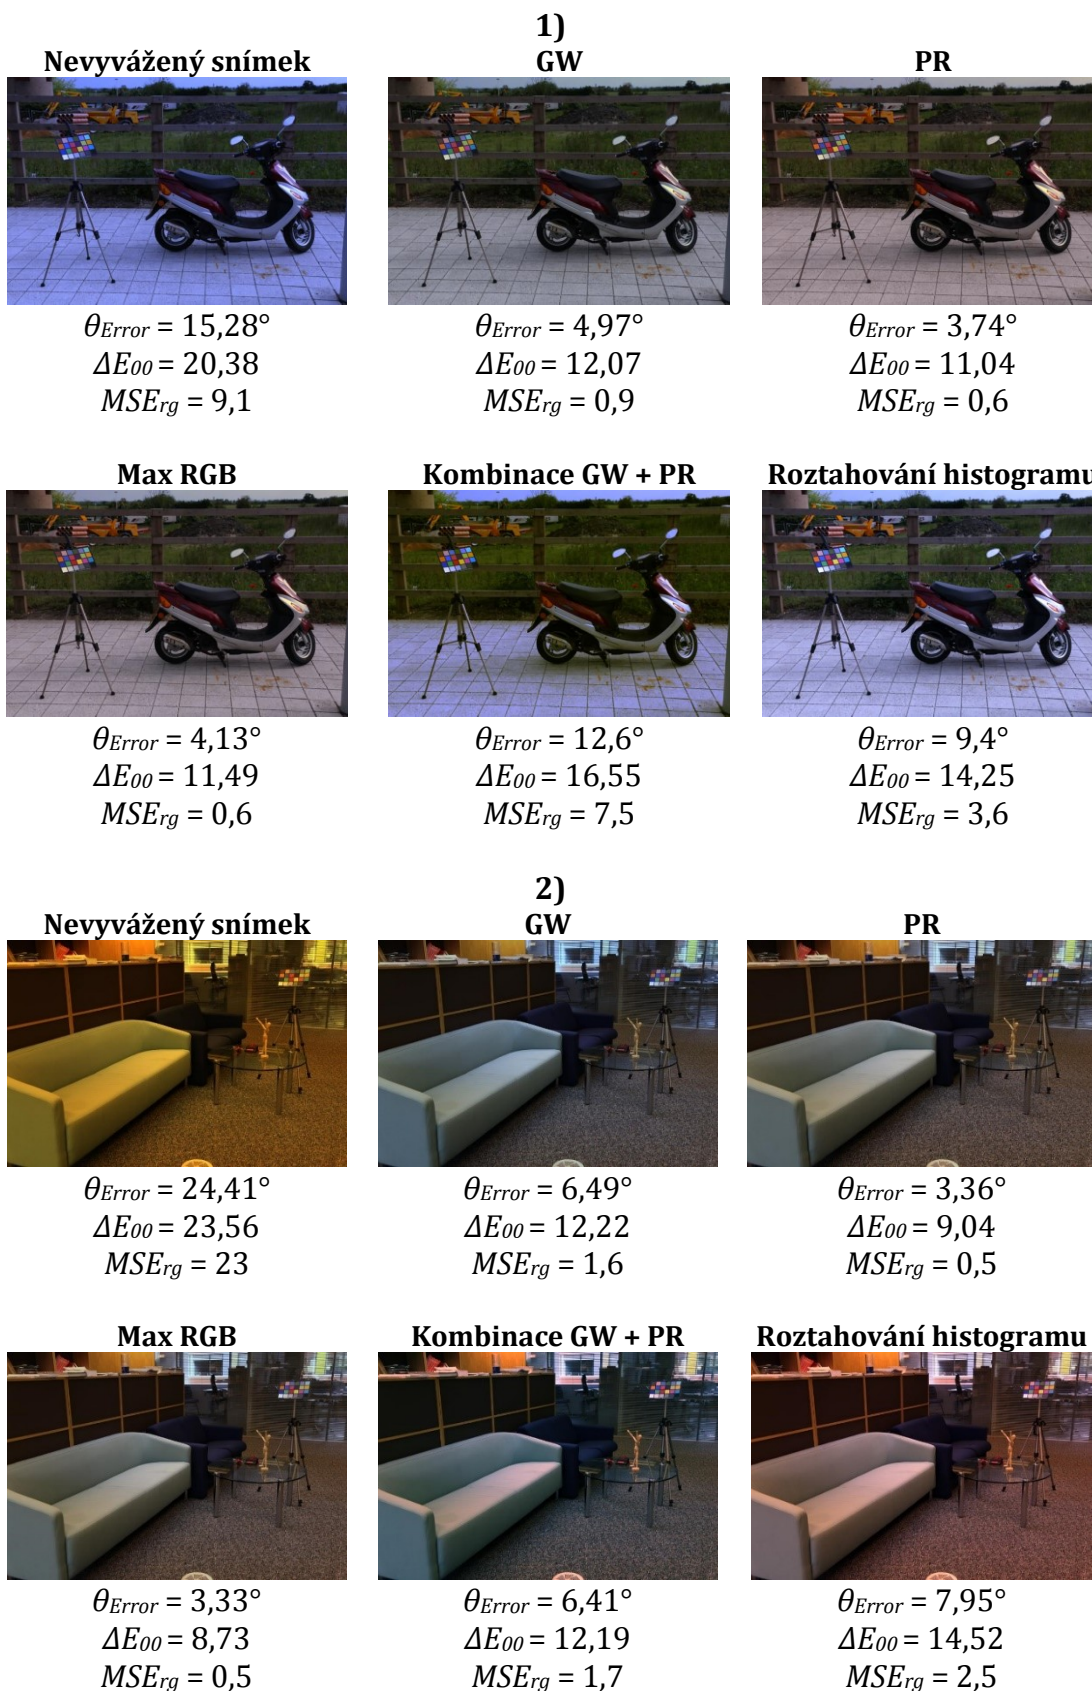 1)
Nevyvážený snímek GW PR
θError = 15,28° θError = 4,97° θError = 3,74°
ΔE00 = 20,38 ΔE00 = 12,07 ΔE00 = 11,04
MSErg = 9,1 MSErg = 0,9 MSErg = 0,6
Max RGB Kombinace GW + PR Roztahování histogramu
θError = 4,13° θError = 12,6° θError = 9,4°
ΔE00 = 11,49 ΔE00 = 16,55 ΔE00 = 14,25
MSErg = 0,6 MSErg = 7,5 MSErg = 3,6
2)
Nevyvážený snímek GW PR
θError = 24,41° θError = 6,49° θError = 3,36°
ΔE00 = 23,56 ΔE00 = 12,22 ΔE00 = 9,04
MSErg = 23 MSErg = 1,6 MSErg = 0,5
Max RGB Kombinace GW + PR Roztahování histogramu
θError = 3,33° θError = 6,41° θError = 7,95°
ΔE00 = 8,73 ΔE00 = 12,19 ΔE00 = 14,52
MSErg = 0,5 MSErg = 1,7 MSErg = 2,5